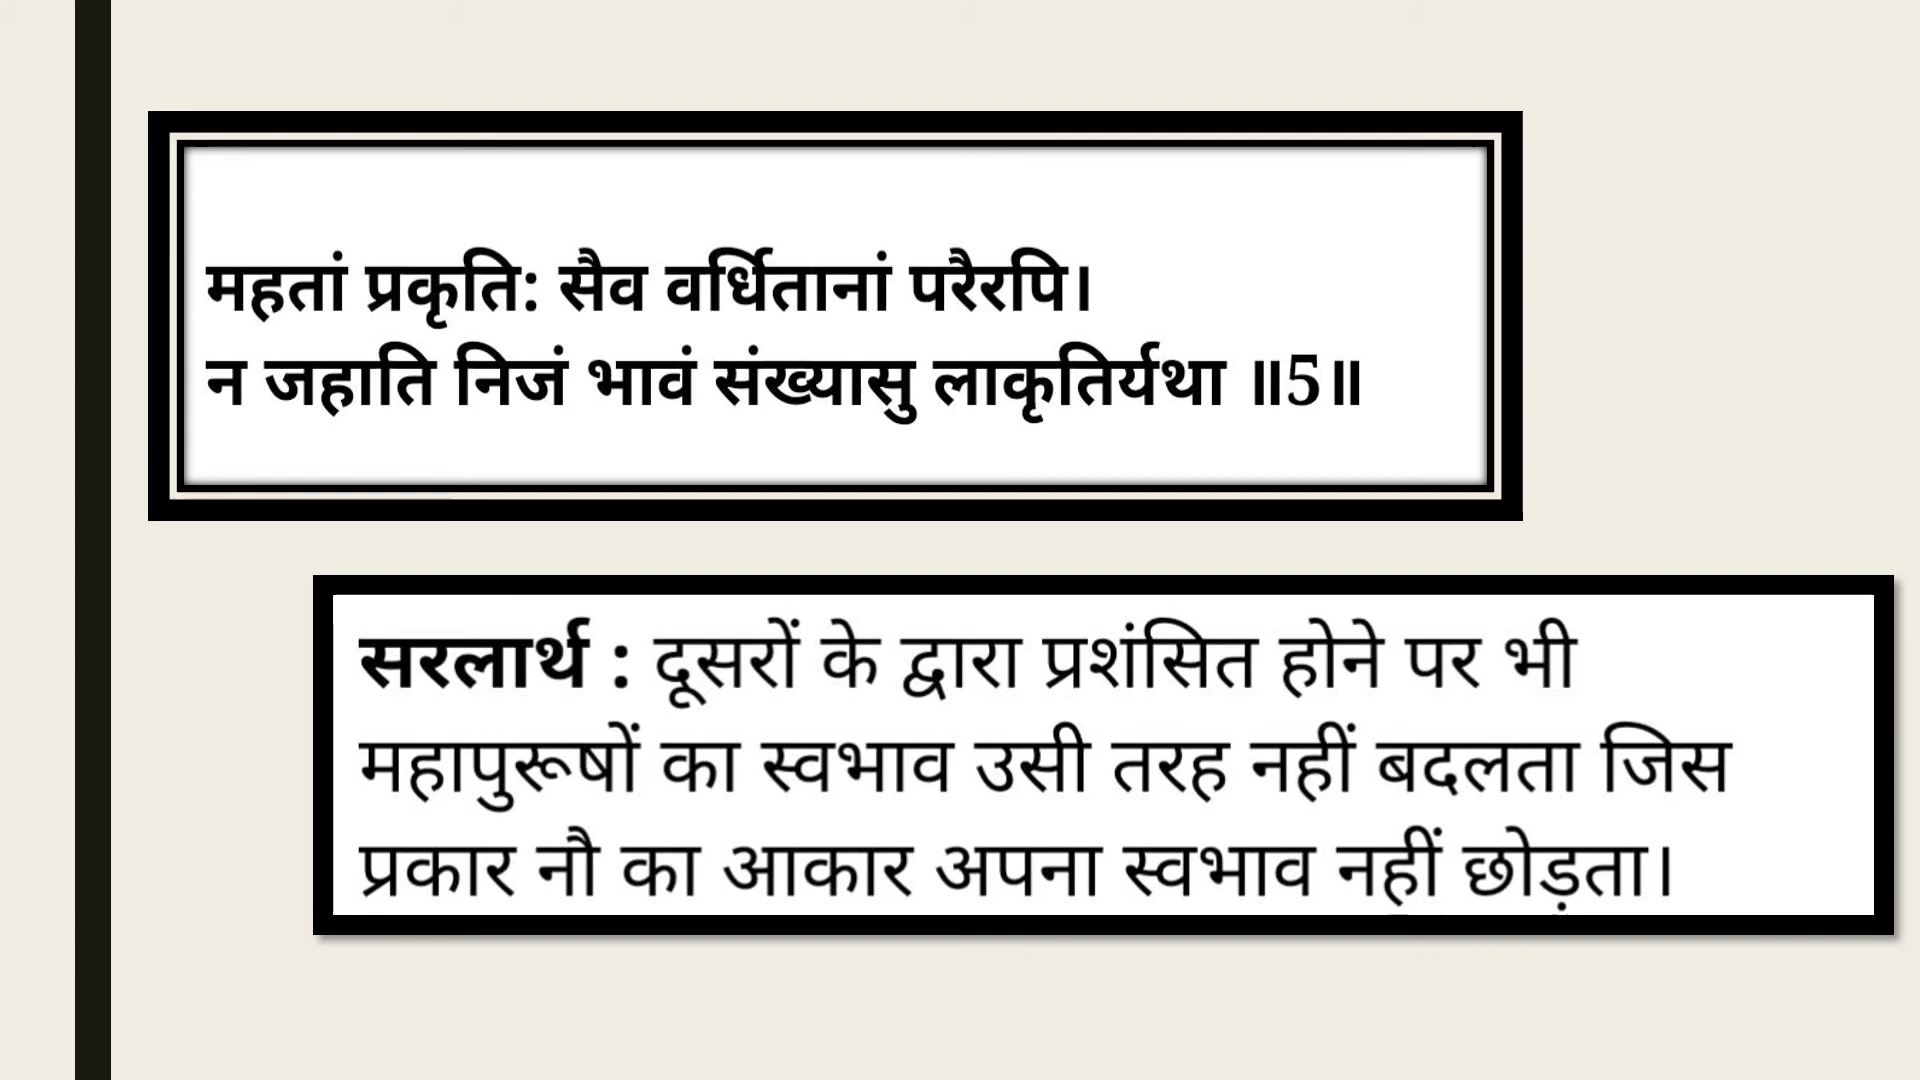 महतां प्रकृति: सैव वर्धितानां परैरपि।
न जहाति निजं भावं संख्यासु लाकृतिर्यथा ॥5॥
सरलार्थ : दूसरों के द्वारा प्रशंसित होने पर भी
महापुरूषों का स्वभाव उसी तरह नहीं बदलता जिस
प्रकार नौ का आकार अपना स्वभाव नहीं छोड़ता।